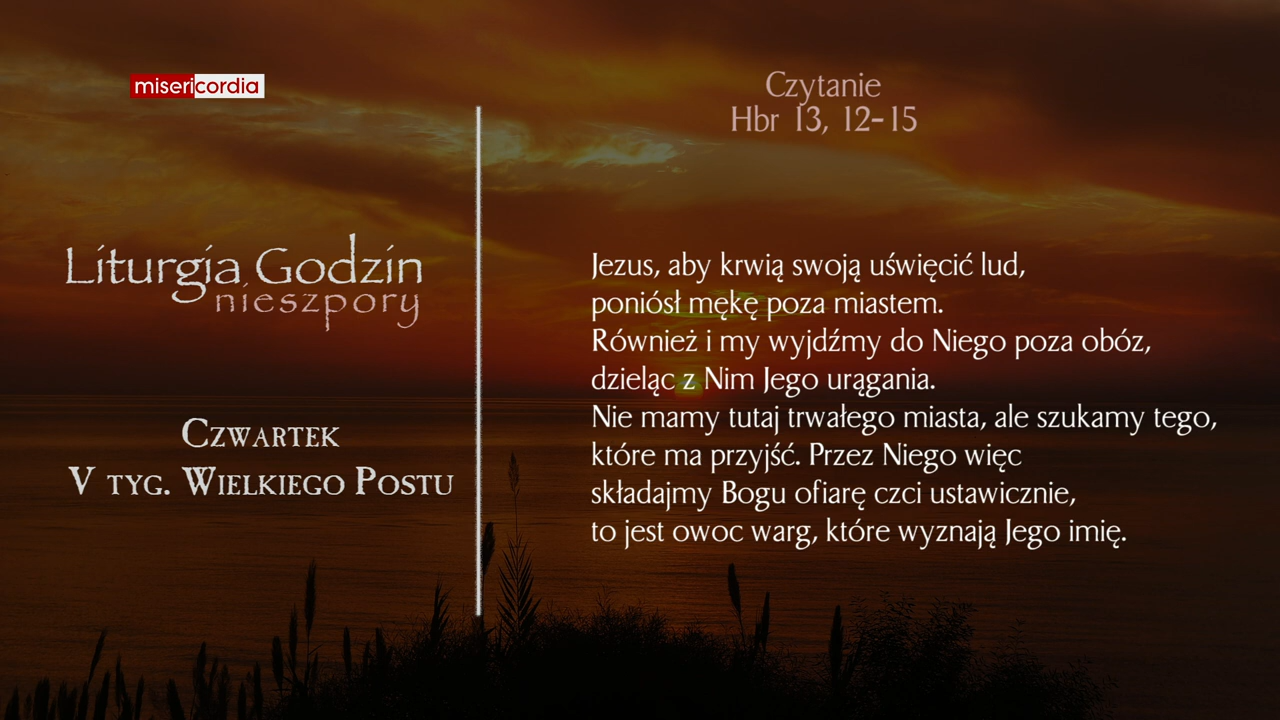 misericordia
Czytanie
Hbr 13, 12-15
Liturgia Godzin
nieszpory
Czwartek
V tyg. Wielkiego Postu
Jezus, aby krwią swoją uświęcić lud,
poniósł mękę poza miastem.
Również i my wyjdźmy do Niego poza obóz,
dzieląc z Nim Jego urągania.
Nie mamy tutaj trwałego miasta, ale szukamy tego,
które ma przyjść. Przez Niego więc
składajmy Bogu ofiarę czci ustawicznie,
to jest owoc warg, które wyznają Jego imię.